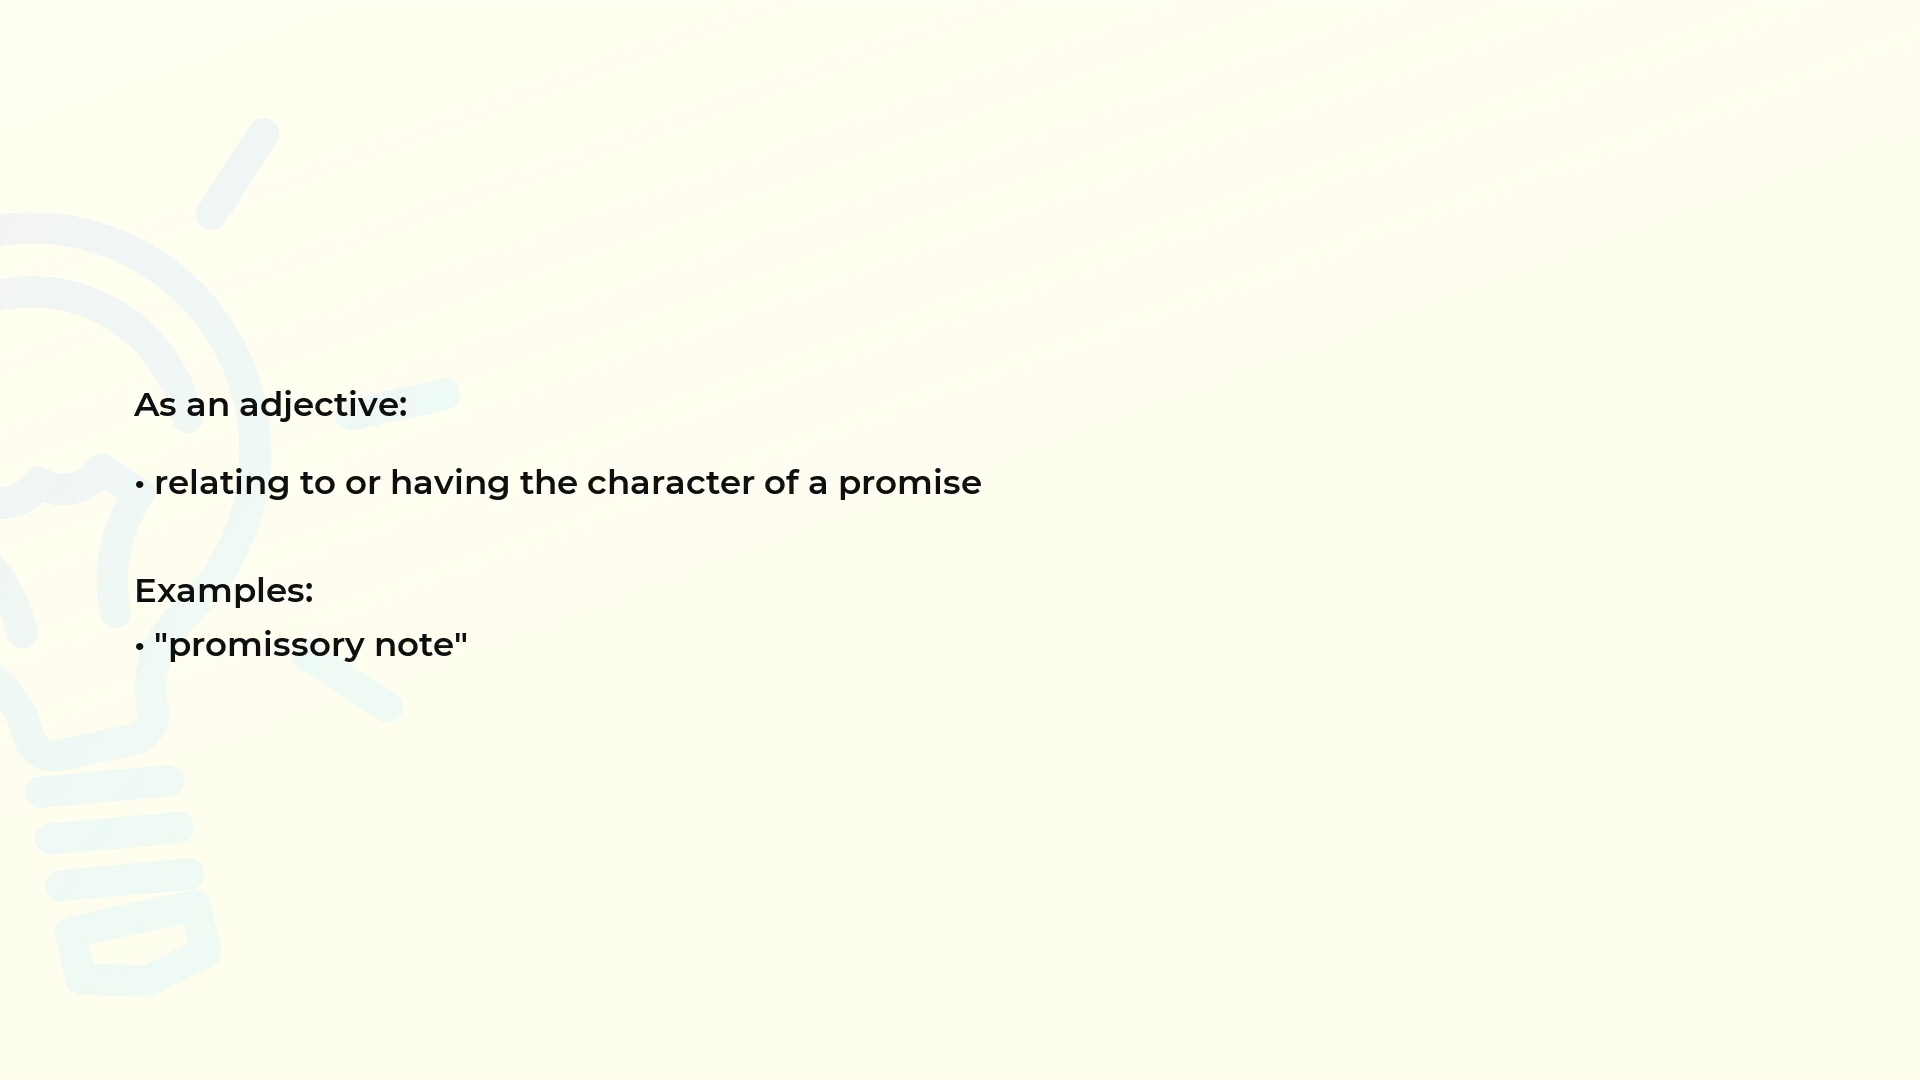 As an adjective:
• relating to or having the character of a promise
Examples:
• "promissory note"